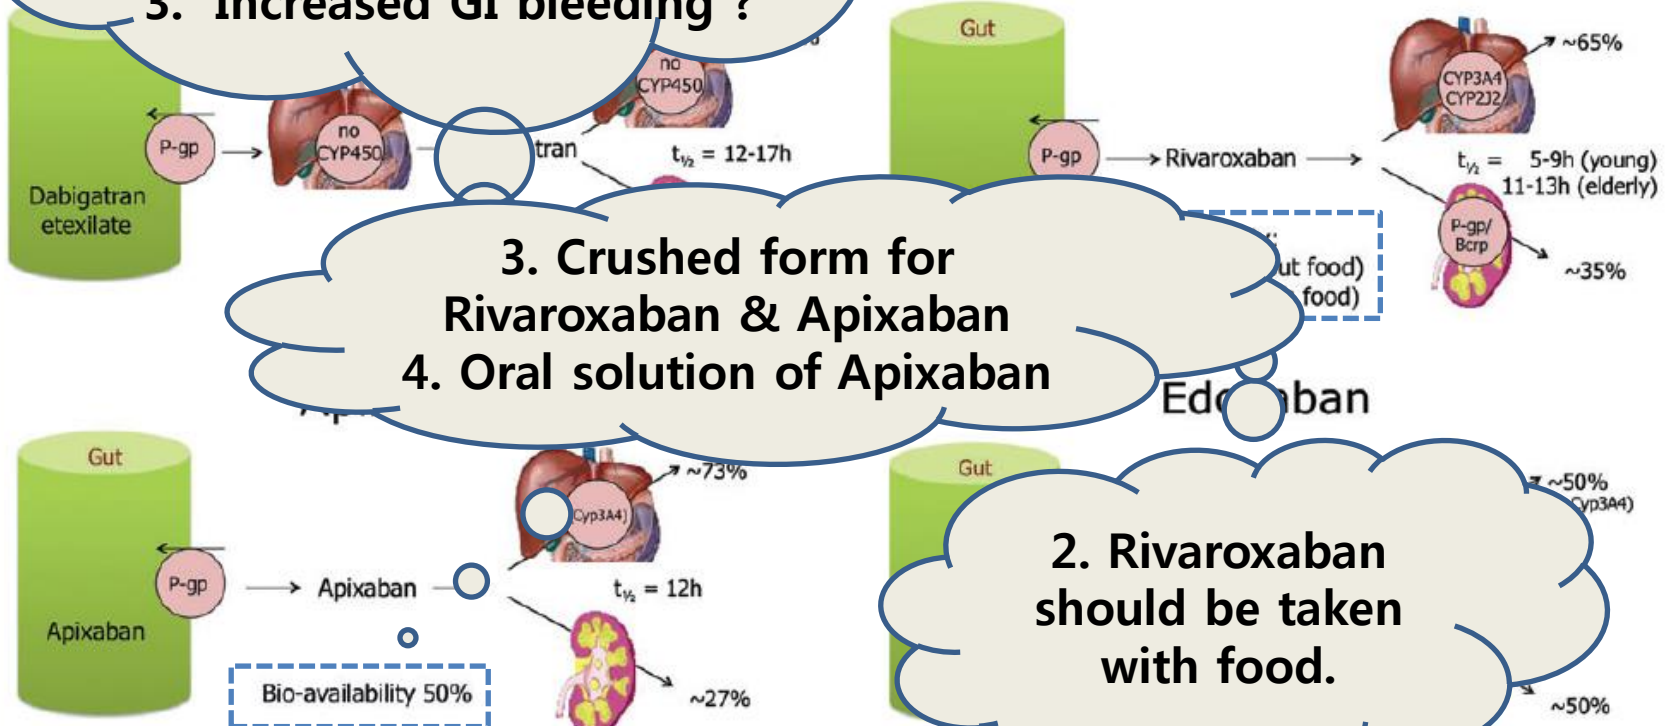 3. Increased GI bleeding ?
Gut
~65%
no
CYP450
CYP3A4
CYP2J2
P-gp
no
CYP450
tran
t½ = 12-17h
P-gp
Rivaroxaban
t½ = 5-9h (young)
11-13h (elderly)
Dabigatran
etexilate
P-gp/
Bcrp
~35%
food)
food)
3. Crushed form for
Rivaroxaban & Apixaban
4. Oral solution of Apixaban
Gut
~73%
Cyp3A4)
Gut
~50%
Cyp3A4)
P-gp
Apixaban
t½ = 12h
Apixaban
Bio-availability 50%
~27%
2. Rivaroxaban
should be taken
with food.
~50%